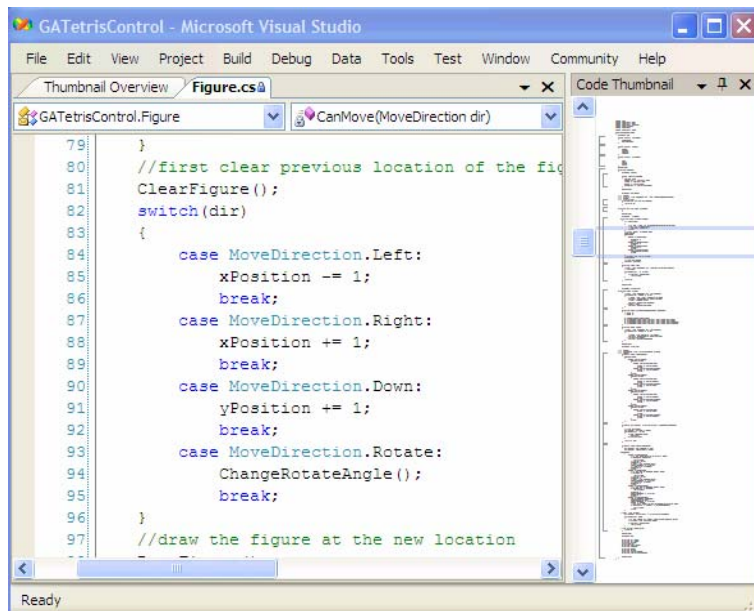 GATetrisControl - Microsoft Visual Studio
File Edit View Project Build Debug Data Tools Test Window Community Help
Thumbnail Overview Figure.cs
Code Thumbnail
GATetrisControl.Figure CanMove(MoveDirection dir)
79 }
80 //first clear previous location of the fig
81 ClearFigure();
82 switch(dir)
83 {
84 case MoveDirection.Left:
85 xPosition -= 1;
86 break;
87 case MoveDirection.Right:
88 xPosition += 1;
89 break;
90 case MoveDirection.Down:
91 yPosition += 1;
92 break;
93 case MoveDirection.Rotate:
94 ChangeRotateAngle();
95 break;
96 }
97 //draw the figure at the new location
Ready